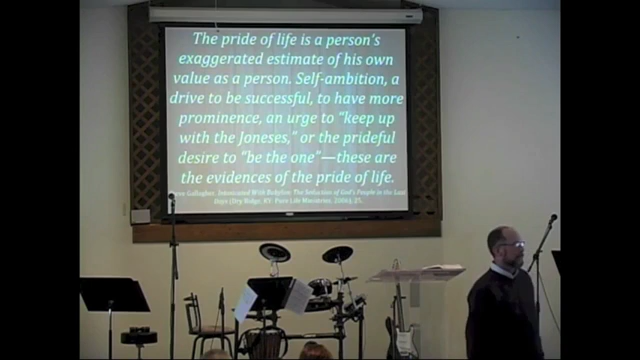 The pride of life is a person's
exaggerated estimate of his own
value as a person. Self-ambition, a
drive to be successful, to have more
prominence, an urge to "keep up
with the Joneses," or the prideful
desire to "be the one"—these are
the evidences of the pride of life.
Gallagher, Intoxicated With Babylon: The Seduction of God's People in the Last
Days (Dry Ridge, KY: Pure Life Ministries, 2006), 25.